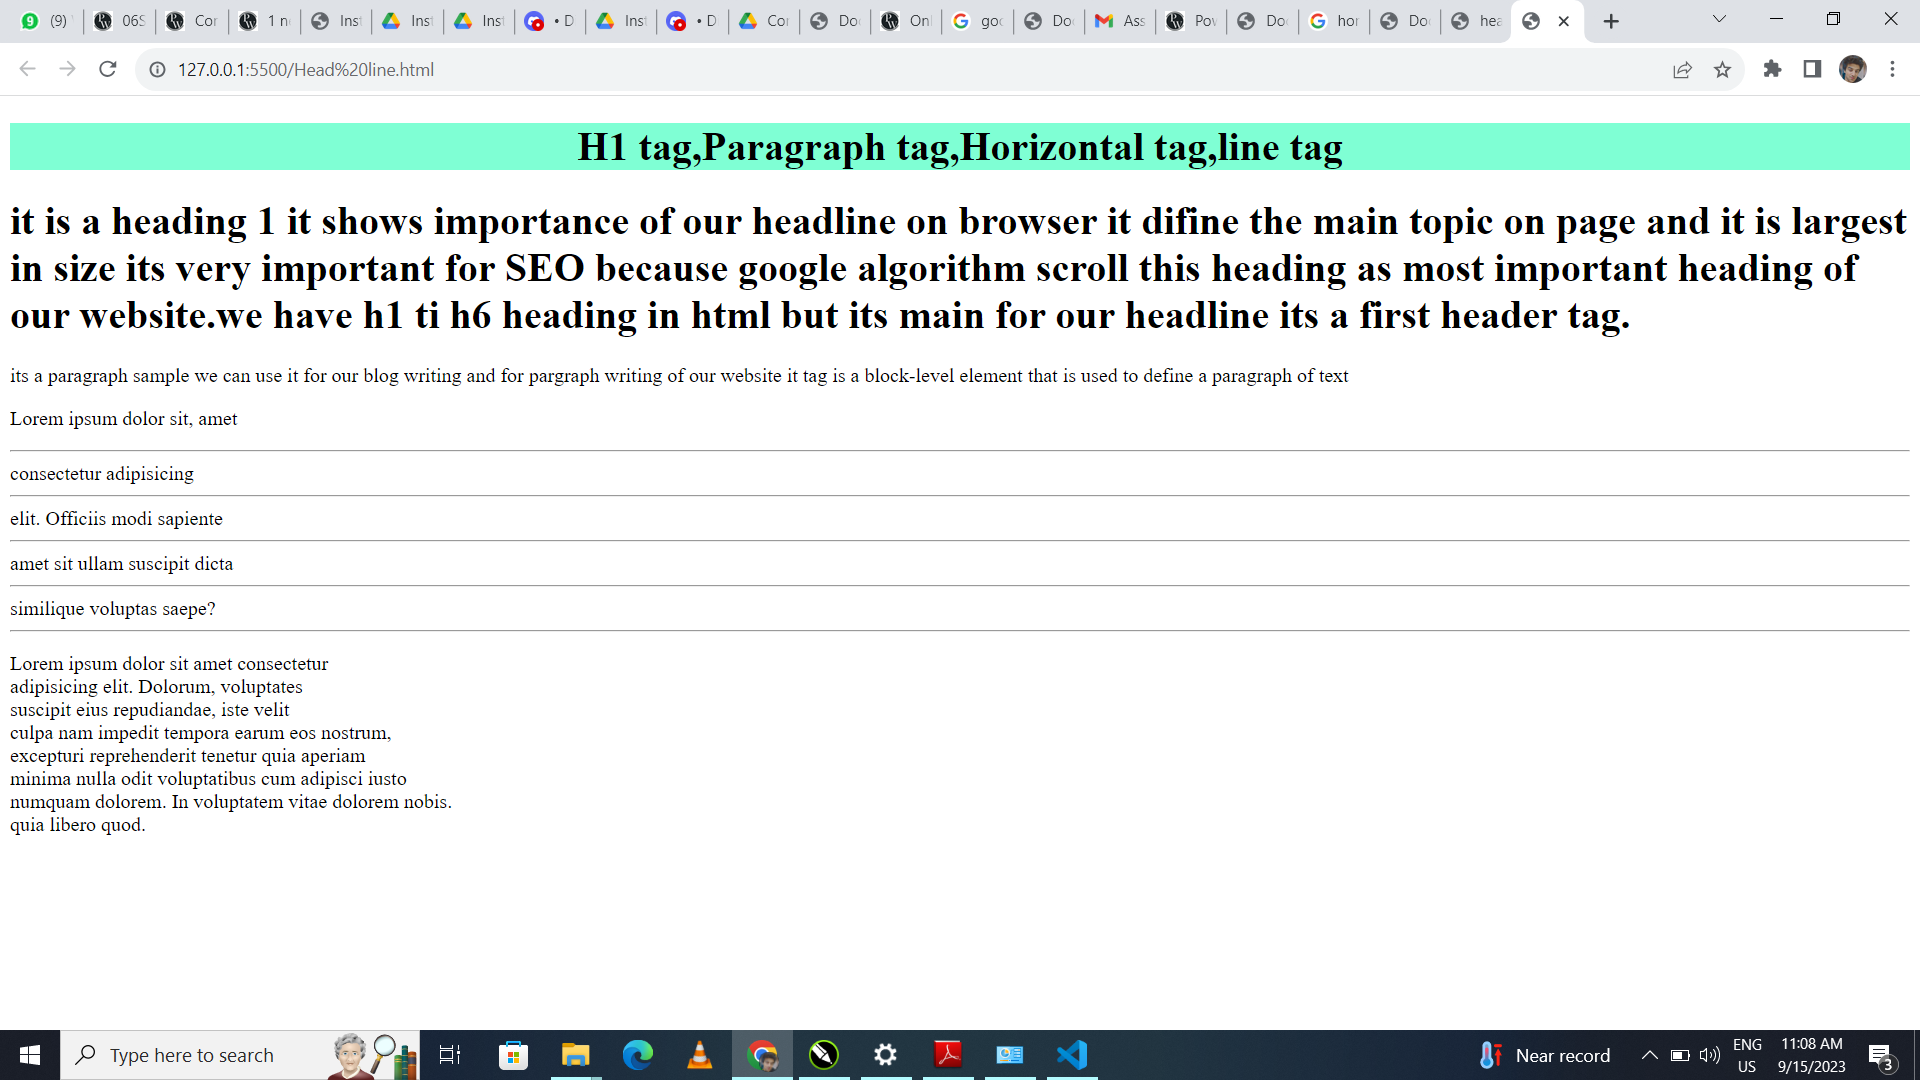 (9)
06S
Con
1 n
Inst
Inst
Inst
• D
Inst
• D
Con
Doc
Onl
goo
Doc
Ass
Pov
Doc
hor
Doc
hea
127.0.0.1:5500/Head%20line.html
H1 tag,Paragraph tag,Horizontal tag,line tag
it is a heading 1 it shows importance of our headline on browser it difine the main topic on page and it is largest
in size its very important for SEO because google algorithm scroll this heading as most important heading of
our website.we have h1 ti h6 heading in html but its main for our headline its a first header tag.
its a paragraph sample we can use it for our blog writing and for pargraph writing of our website it tag is a block-level element that is used to define a paragraph of text
Lorem ipsum dolor sit, amet
consectetur adipisicing
elit. Officiis modi sapiente
amet sit ullam suscipit dicta
similique voluptas saepe?
Lorem ipsum dolor sit amet consectetur
adipisicing elit. Dolorum, voluptates
suscipit eius repudiandae, iste velit
culpa nam impedit tempora earum eos nostrum,
excepturi reprehenderit tenetur quia aperiam
minima nulla odit voluptatibus cum adipisci iusto
numquam dolorem. In voluptatem vitae dolorem nobis.
quia libero quod.
Type here to search
Near record
ENG
US
11:08 AM
9/15/2023
3